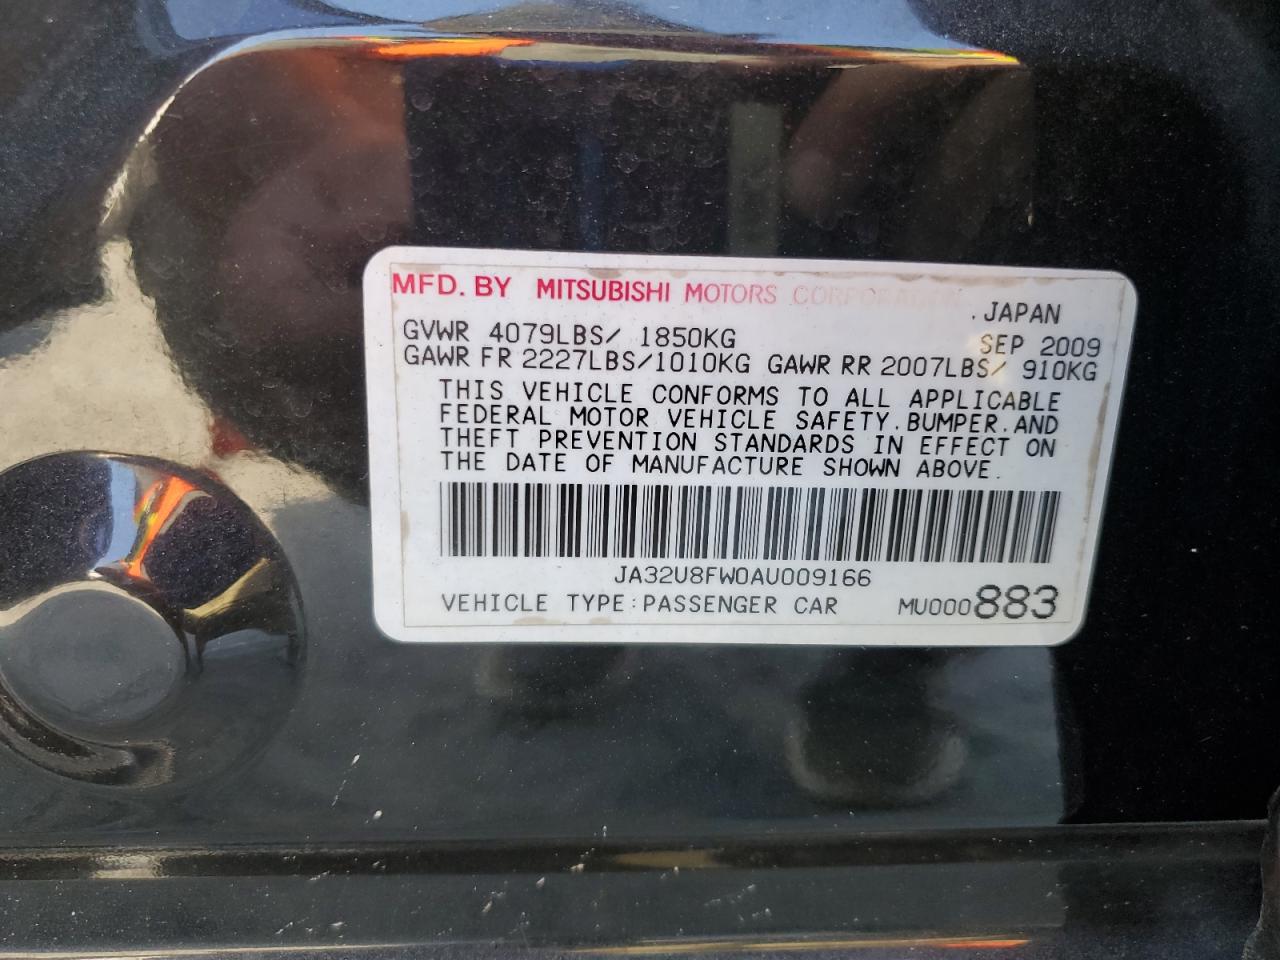 MFD. BY MITSUBISHI MOTORS CORPORATION
. JAPAN
GVWR 4079LBS/ 1850KG SEP 2009
GAWR FR 2227LBS/1010KG GAWR RR 2007LBS/ 910KG
THIS VEHICLE CONFORMS TO ALL APPLICABLE
FEDERAL MOTOR VEHICLE SAFETY.BUMPER.AND
THEFT PREVENTION STANDARDS IN EFFECT ON
THE DATE OF MANUFACTURE SHOWN ABOVE.
JA32U8FW0AU009166
VEHICLE TYPE:PASSENGER CAR MU000883